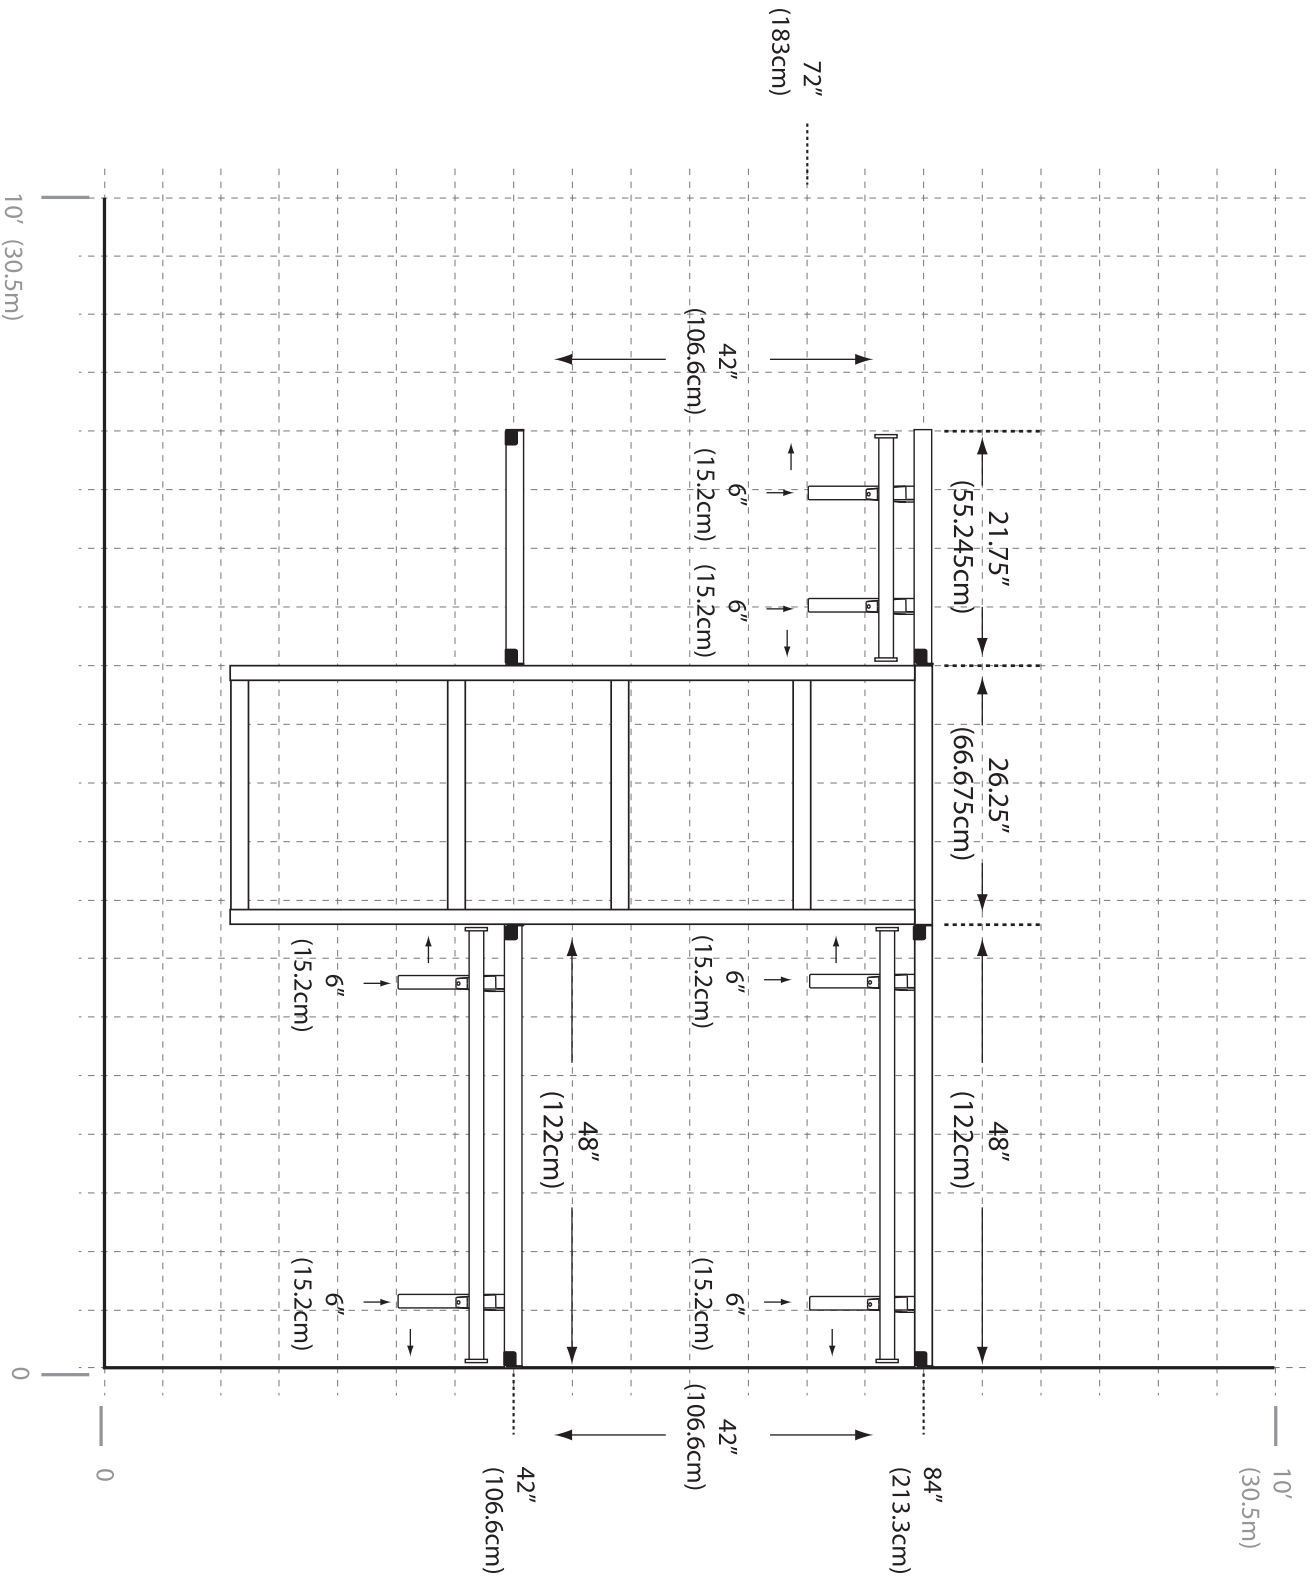 10’
(30.5m)
21.75”
(55.245cm)
26.25”
(66.675cm)
48”
(122cm)
84”
(213.3cm)
72”
(183cm)
42”
(106.6cm)
6”
(15.2cm)
6”
(15.2cm)
6”
(15.2cm)
6”
(15.2cm)
42”
(106.6cm)
48”
(122cm)
42”
(106.6cm)
6”
(15.2cm)
6”
(15.2cm)
0
10’ (30.5m)
0